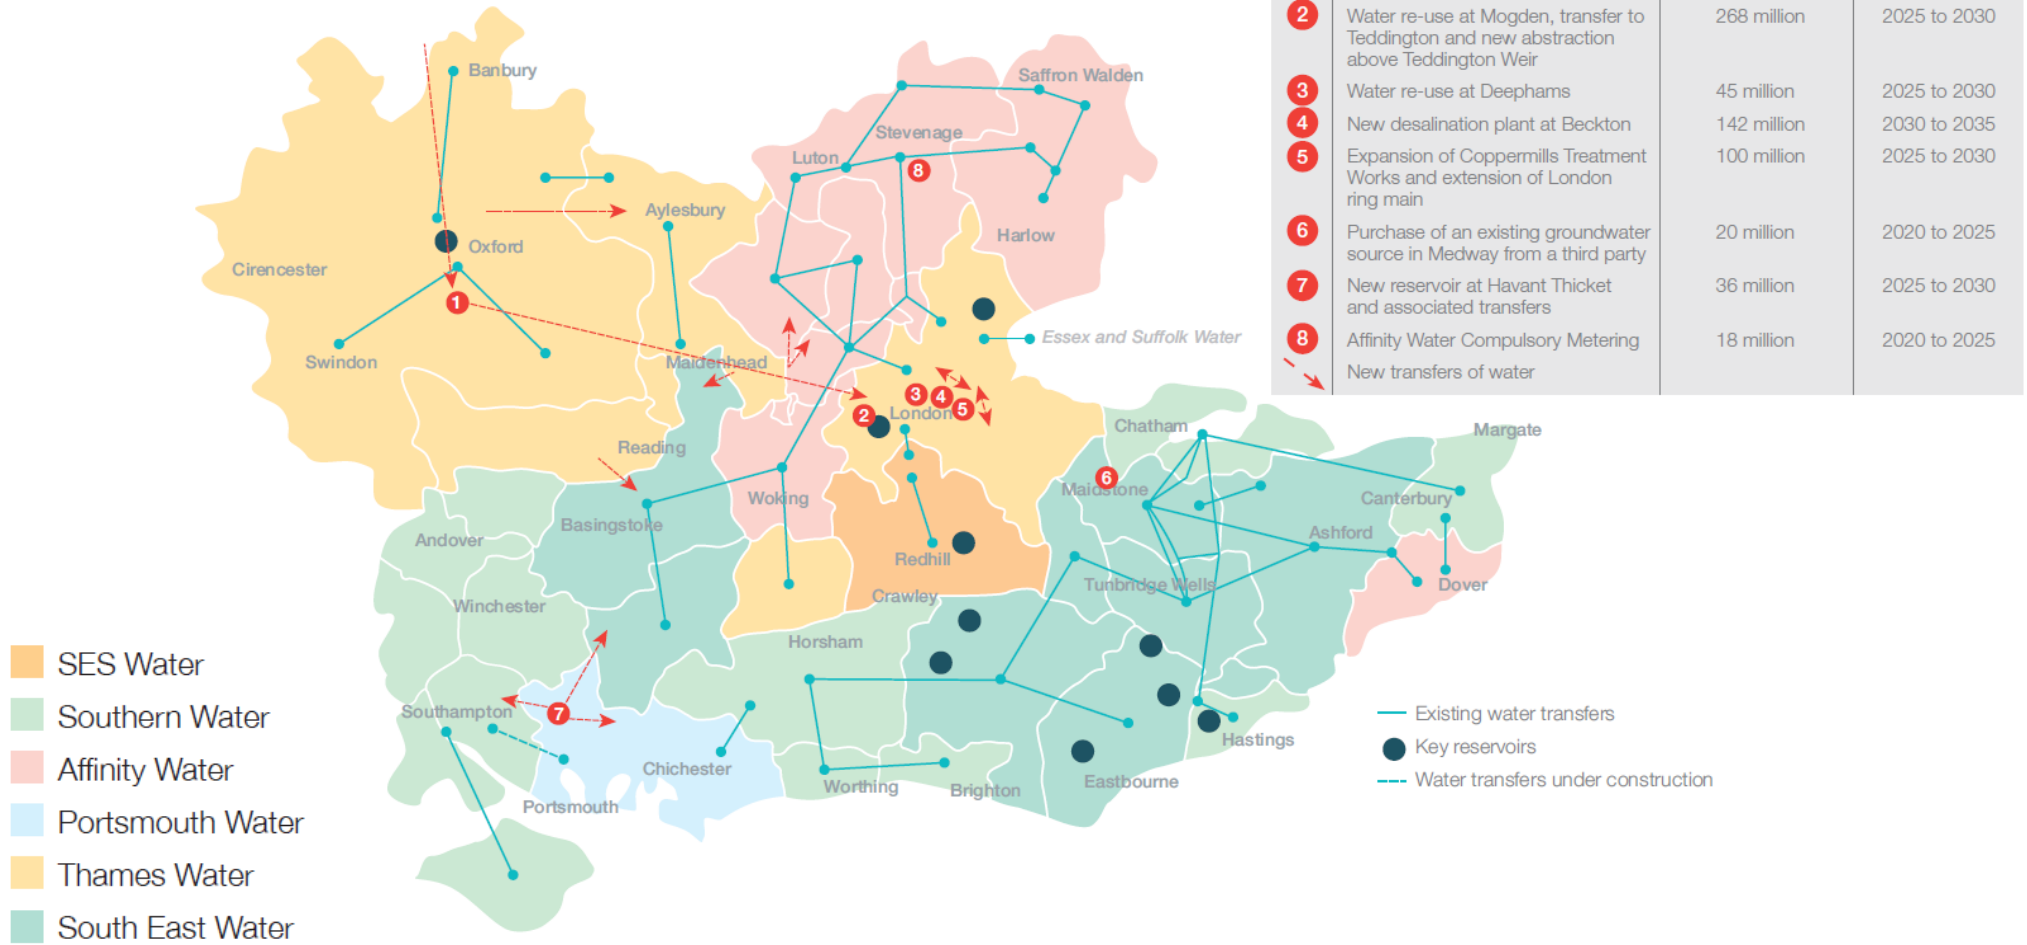 2 Water re-use at Mogden, transfer to 268 million 2025 to 2030
Teddington and new abstraction
above Teddington Weir
3 Water re-use at Deephams 45 million 2025 to 2030
4 New desalination plant at Beckton 142 million 2030 to 2035
5 Expansion of Coppermills Treatment 100 million 2025 to 2030
Works and extension of London
ring main
6 Purchase of an existing groundwater 20 million 2020 to 2025
source in Medway from a third party
7 New reservoir at Havant Thicket 36 million 2025 to 2030
and associated transfers
8 Affinity Water Compulsory Metering 18 million 2020 to 2025
New transfers of water
Banbury
Saffron Walden
Stevenage
Luton
8
Aylesbury
Harlow
Oxford
Cirencester
1
Essex and Suffolk Water
Swindon
Maidenhead
3
4
5
2
London
Chatham
Margate
Reading
6
Maidstone
Canterbury
Woking
Basingstoke
Ashford
Andover
Redhill
Tunbridge Wells
Dover
Crawley
Winchester
Horsham
Southampton
7
Hastings
Chichester
Eastbourne
Worthing
Brighton
Portsmouth
SES Water
Southern Water
Affinity Water
Portsmouth Water
Thames Water
South East Water
Existing water transfers
Key reservoirs
Water transfers under construction